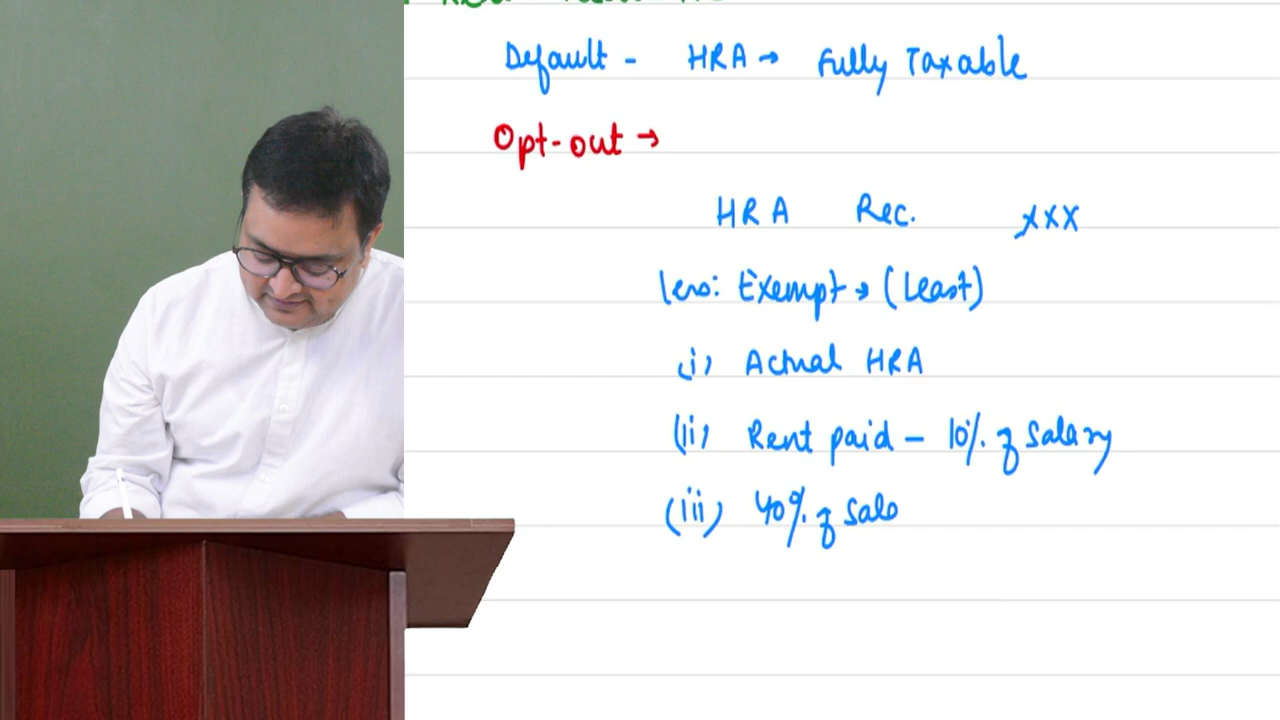 Default - HRA → Fully Taxable
Opt-out →
HRA Rec. xxx
less: Exempt → (Least)
(i) Actual HRA
(ii) Rent paid - 10% of Salary
(iii) 40% of Sala